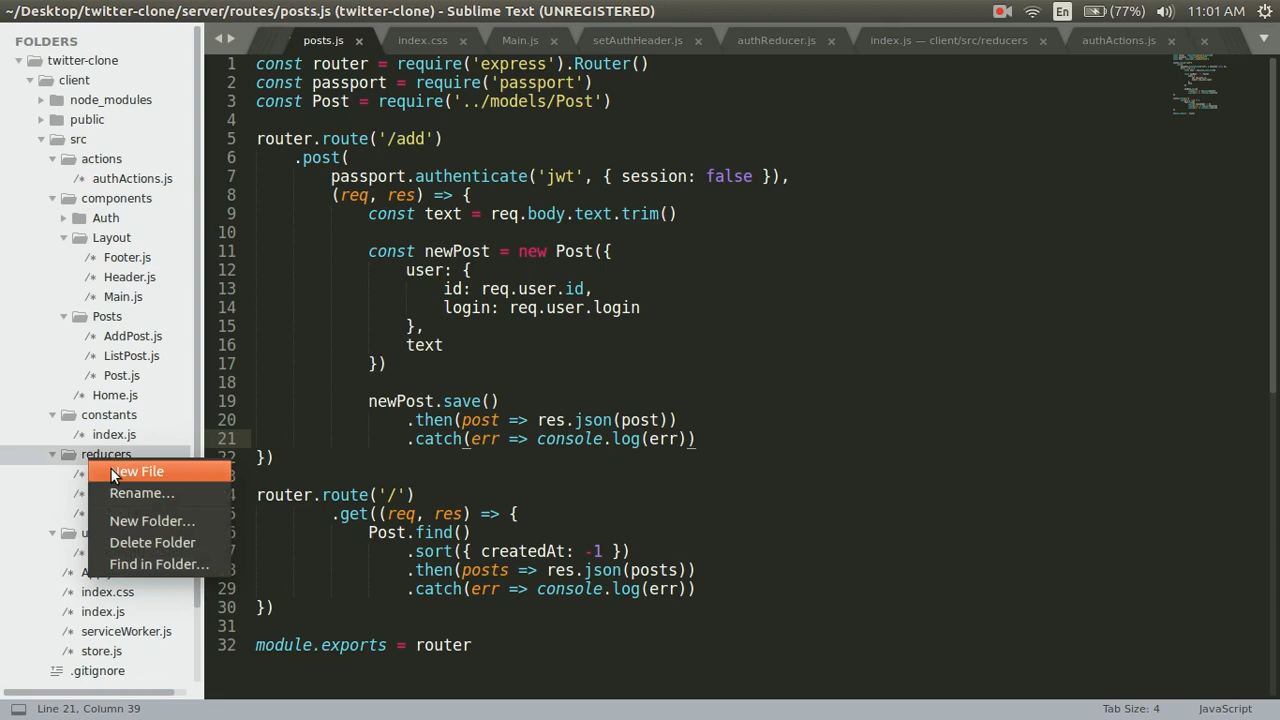 ~/Desktop/twitter-clone/server/routes/posts.js (twitter-clone) - Sublime Text (UNREGISTERED)
En
(77%)
11:01 AM
FOLDERS
twitter-clone
client
node_modules
public
src
actions
/* authActions.js
components
Auth
Layout
/* Footer.js
/* Header.js
/* Main.js
Posts
/* AddPost.js
/* ListPost.js
/* Post.js
/* Home.js
constants
/* index.js
reducers
/*
/*
/*
u
/*
/*
/* index.css
/* index.js
/* serviceWorker.js
/* store.js
.gitignore
New File
Rename...
New Folder...
Delete Folder
Find in Folder...
posts.js
index.css
Main.js
setAuthHeader.js
authReducer.js
index.js — client/src/reducers
authActions.js
1 const router = require('express').Router()
2 const passport = require('passport')
3 const Post = require('../models/Post')
4
5 router.route('/add')
6 .post(
7 passport.authenticate('jwt', { session: false }),
8 (req, res) => {
9 const text = req.body.text.trim()
10
11 const newPost = new Post({
12 user: {
13 id: req.user.id,
14 login: req.user.login
15 },
16 text
17 })
18
19 newPost.save()
20 .then(post => res.json(post))
21 .catch(err => console.log(err))
22 })
3
4 router.route('/')
5 .get((req, res) => {
6 Post.find()
7 .sort({ createdAt: -1 })
8 .then(posts => res.json(posts))
29 .catch(err => console.log(err))
30 })
31
32 module.exports = router
Line 21, Column 39
Tab Size: 4
JavaScript